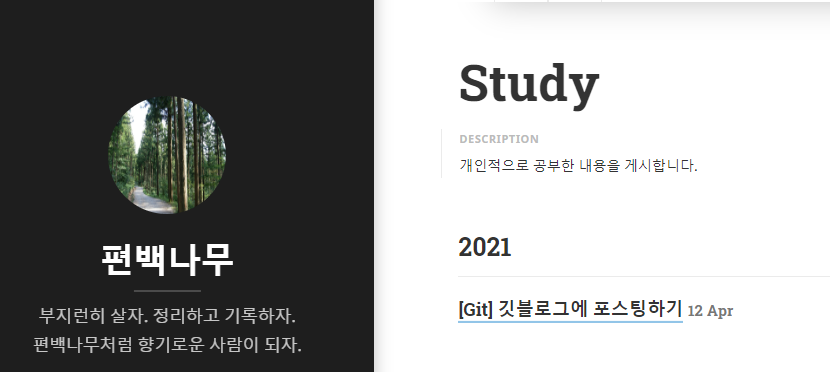 편백나무
부지런히 살자. 정리하고 기록하자.
편백나무처럼 향기로운 사람이 되자.
Study
DESCRIPTION
개인적으로 공부한 내용을 게시합니다.
2021
[Git] 깃블로그에 포스팅하기 12 Apr